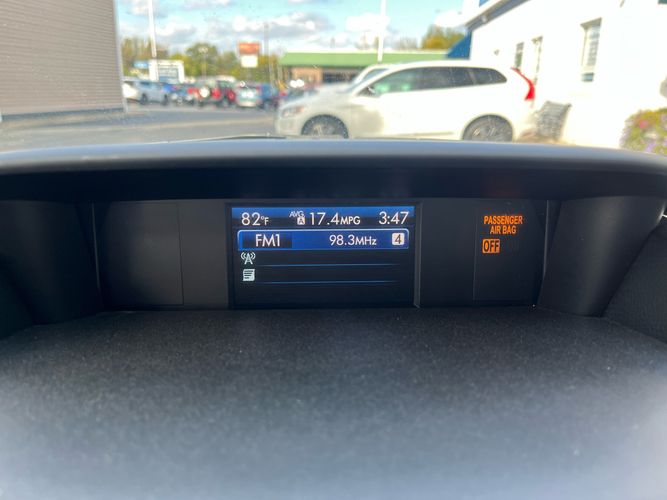 82°F AVG A 17.4MPG 3:47
FM1 98.3MHz 4
PASSENGER
AIR BAG
OFF